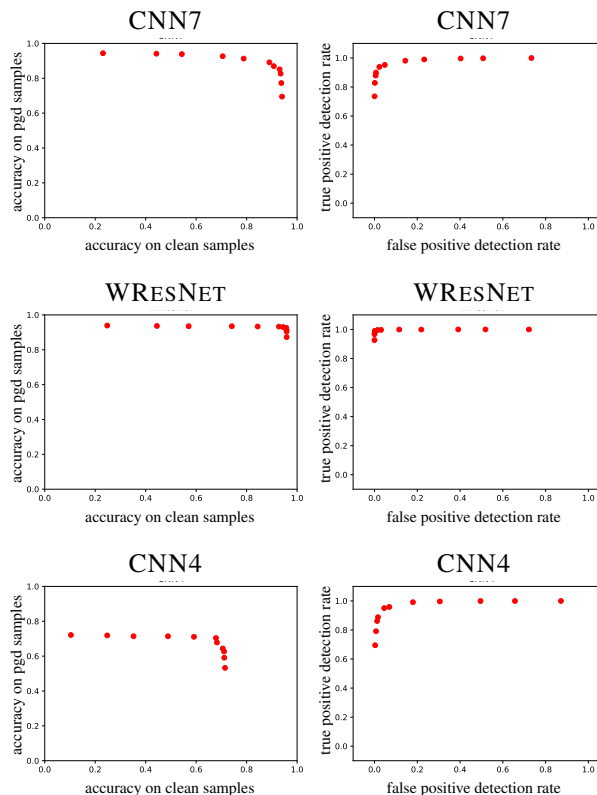 CNN7 CNN7
1.0
0.8
0.6
0.4
0.2
0.0
0.0 0.2 0.4 0.6 0.8 1.0
accuracy on pgd samples
accuracy on clean samples
1.0
0.8
0.6
0.4
0.2
0.0
0.0 0.2 0.4 0.6 0.8 1.0
true positive detection rate
false positive detection rate
WRESNET WRESNET
1.0
0.8
0.6
0.4
0.2
0.0
0.0 0.2 0.4 0.6 0.8 1.0
accuracy on pgd samples
accuracy on clean samples
1.0
0.8
0.6
0.4
0.2
0.0
0.0 0.2 0.4 0.6 0.8 1.0
true positive detection rate
false positive detection rate
CNN4 CNN4
1.0
0.8
0.6
0.4
0.2
0.0
0.0 0.2 0.4 0.6 0.8 1.0
accuracy on pgd samples
accuracy on clean samples
1.0
0.8
0.6
0.4
0.2
0.0
0.0 0.2 0.4 0.6 0.8 1.0
true positive detection rate
false positive detection rate